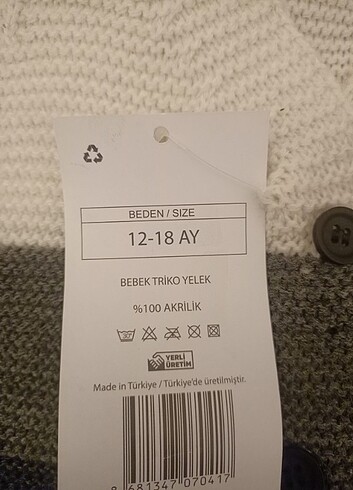 BEDEN / SIZE
12-18 AY
BEBEK TRİKO YELEK
%100 AKRİLİK
YERLİ
ÜRETİM
Made in Türkiye / Türkiye'de üretilmiştir.
8 681347 070417